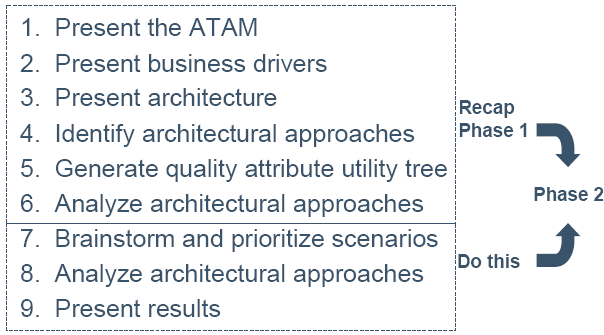 1. Present the ATAM
2. Present business drivers
3. Present architecture
4. Identify architectural approaches
5. Generate quality attribute utility tree
6. Analyze architectural approaches
7. Brainstorm and prioritize scenarios
8. Analyze architectural approaches
9. Present results
Recap
Phase 1
Phase 2
Do this